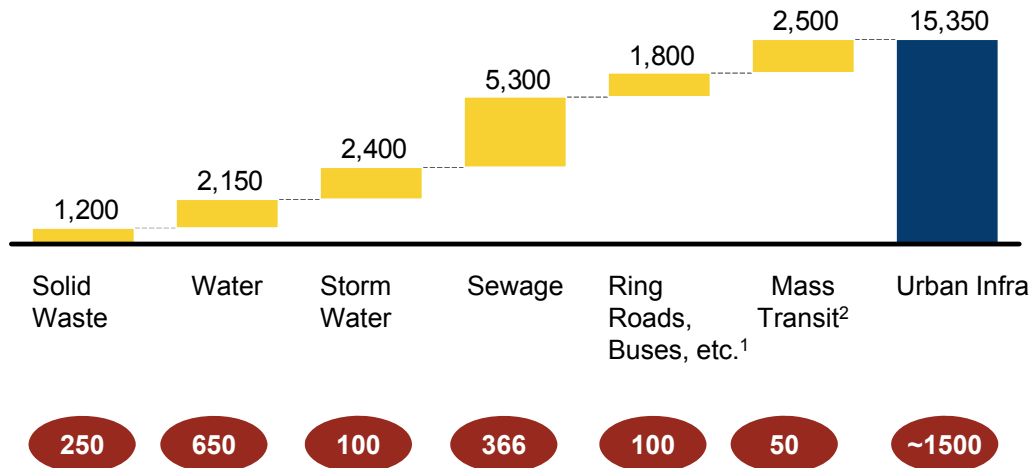 2,500
15,350
1,800
5,300
2,400
2,150
1,200
Solid
Waste
Water
Storm
Water
Sewage
Ring
Roads,
Buses, etc.¹
Mass
Transit²
Urban Infra
250
650
100
366
100
50
~1500